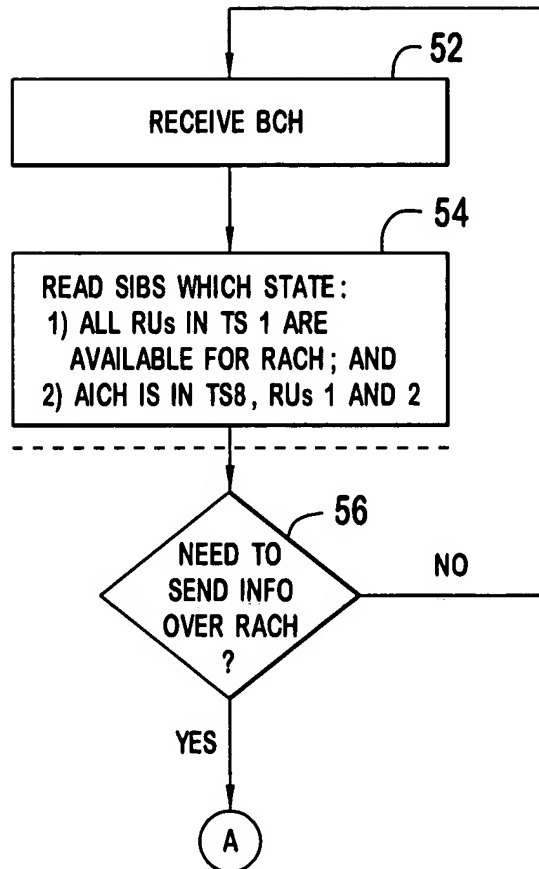 52
RECEIVE BCH
54
READ SIBS WHICH STATE:
1) ALL RUs IN TS 1 ARE
AVAILABLE FOR RACH; AND
2) AICH IS IN TS8, RUs 1 AND 2
56
NEED TO
SEND INFO
OVER RACH
?
NO
YES
A